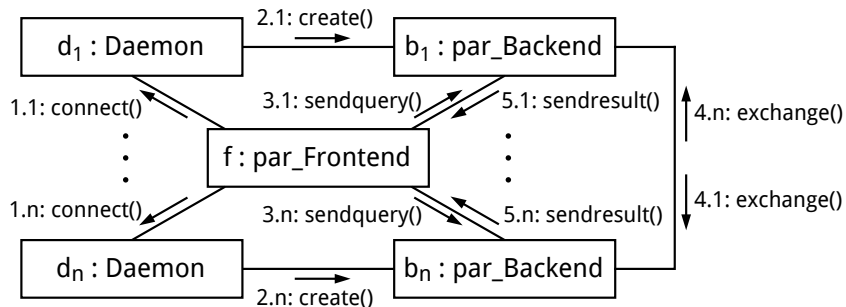 2.1: create()
d₁ : Daemon
b₁ : par_Backend
1.1: connect()
3.1: sendquery()
5.1: sendresult()
4.n: exchange()
f : par_Frontend
1.n: connect()
3.n: sendquery()
5.n: sendresult()
4.1: exchange()
dₙ : Daemon
bₙ : par_Backend
2.n: create()